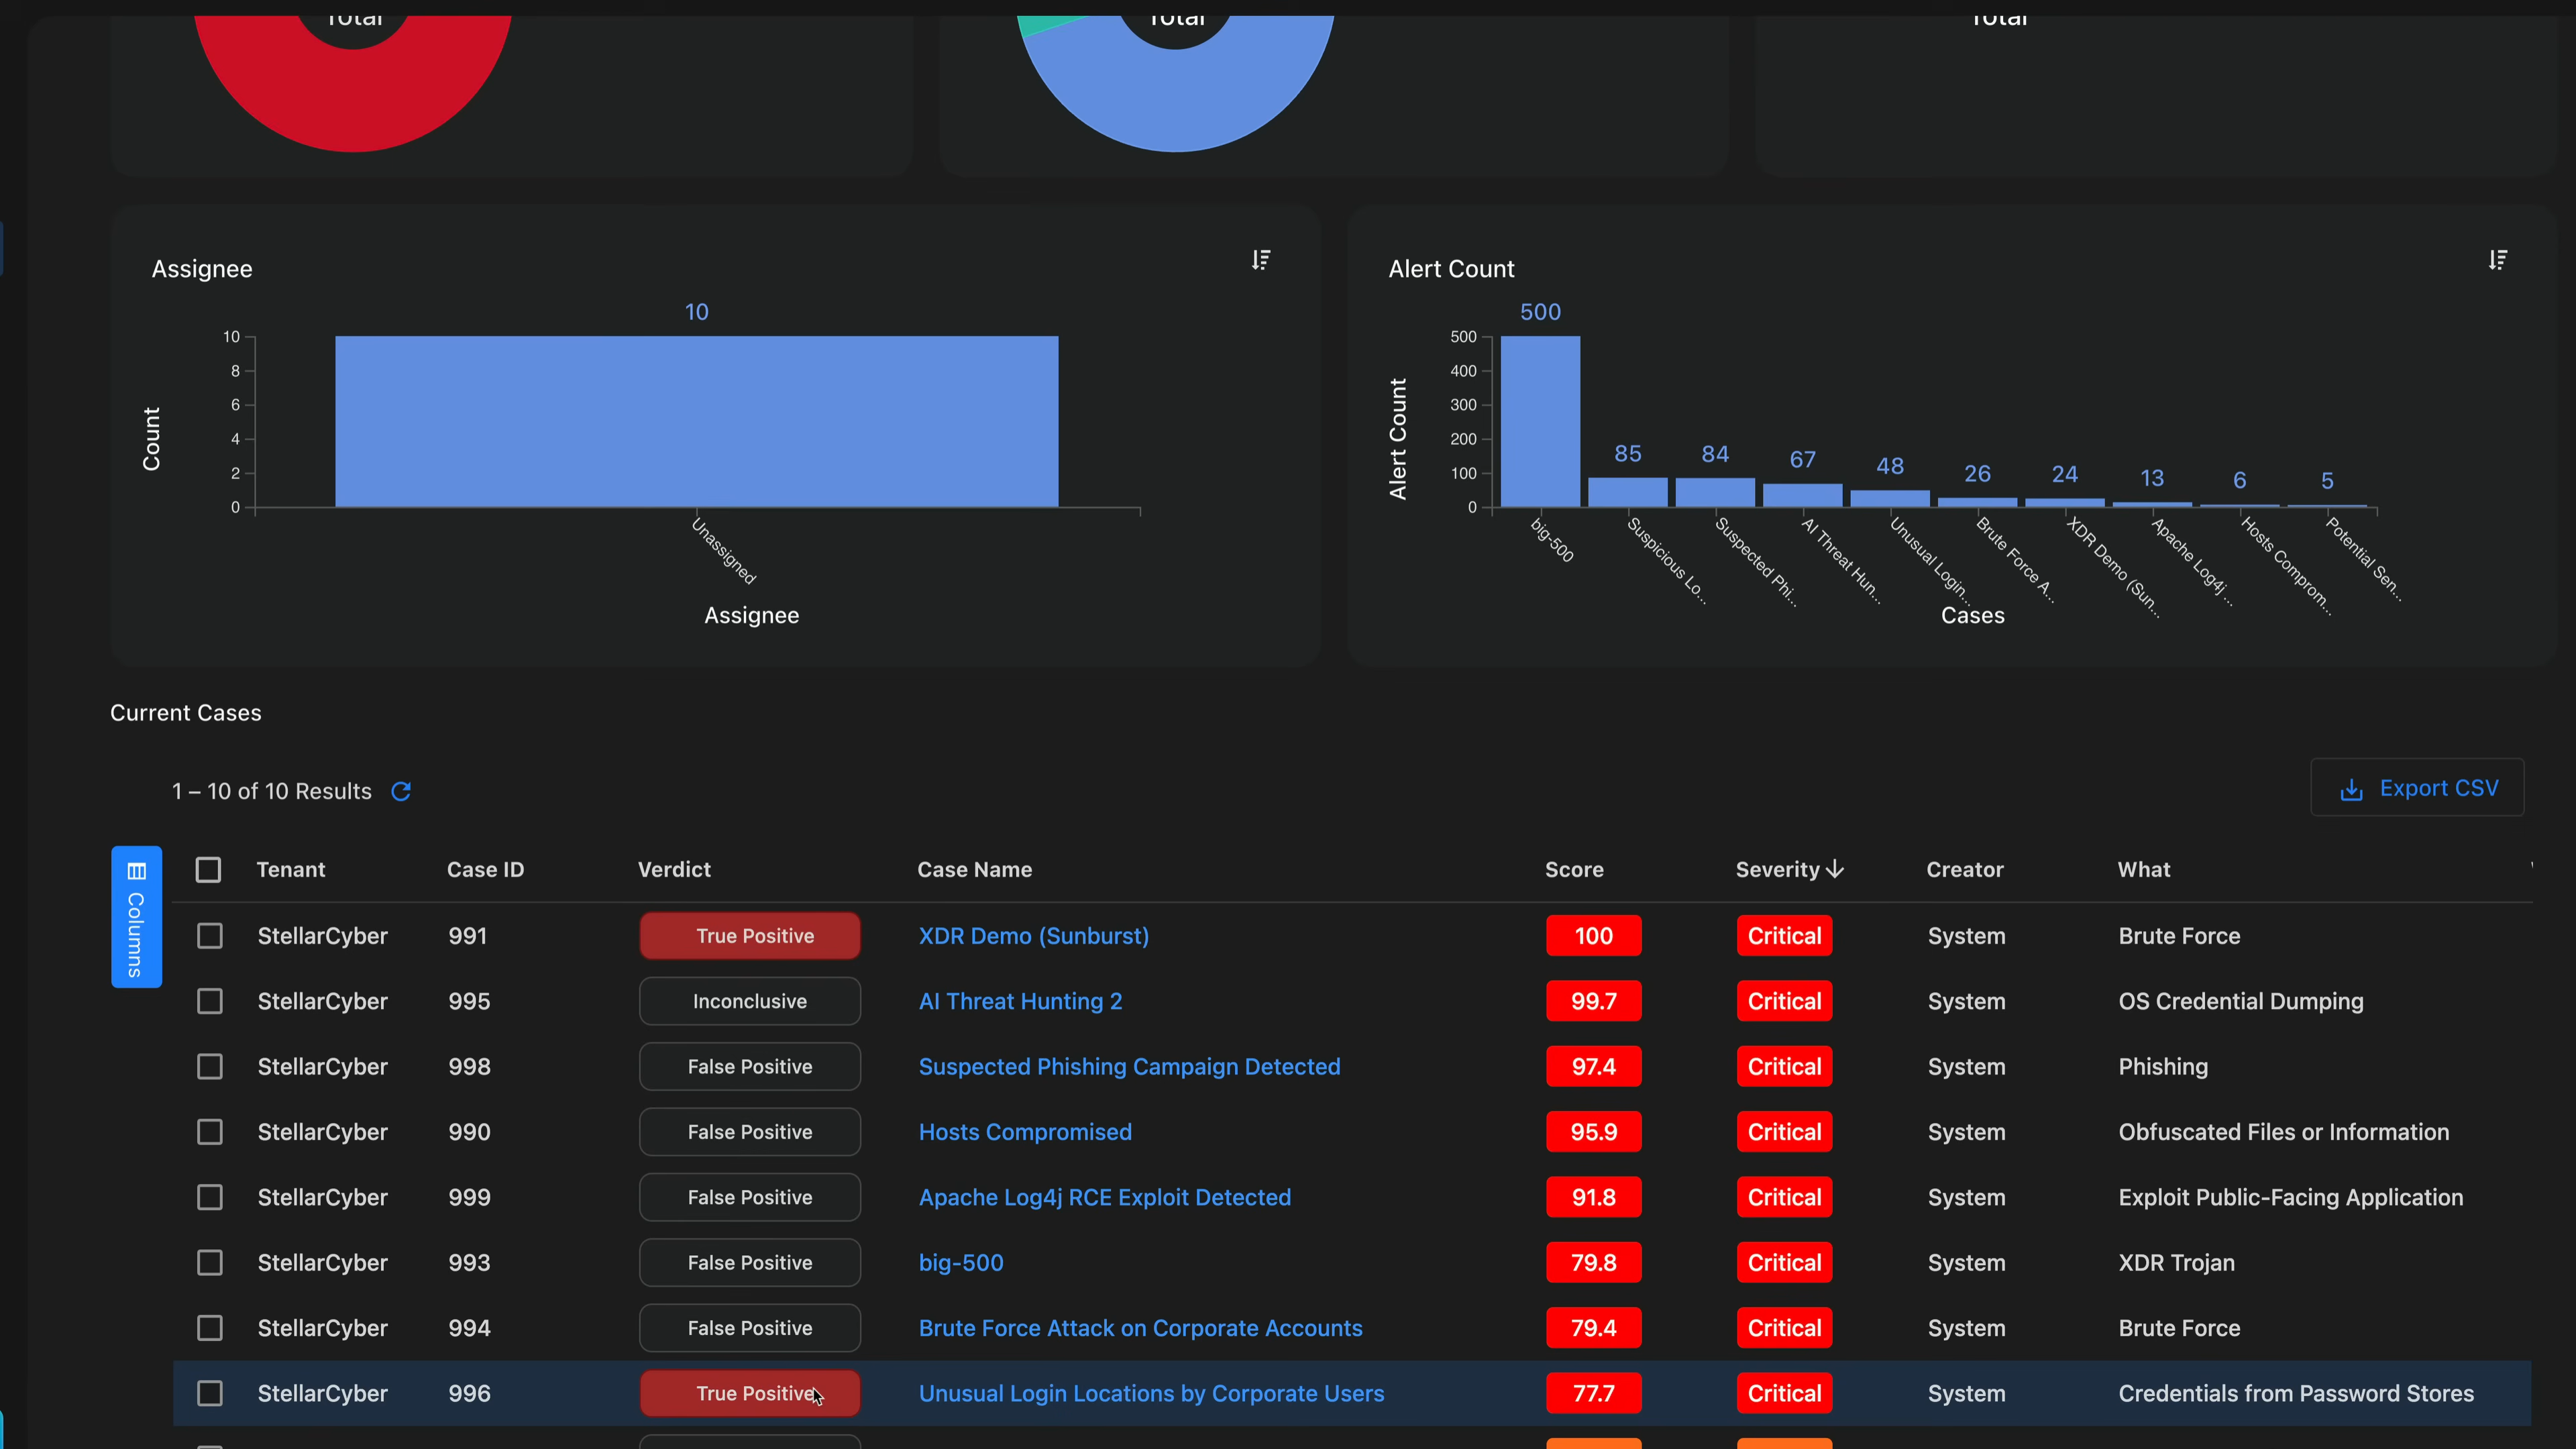 Total
Total
Total
Assignee
10
10
8
6
4
2
0
Count
Unassigned
Assignee
Alert Count
500
85
84
67
48
26
24
13
6
5
500
400
300
200
100
0
Alert Count
big-500
Suspicious Lo...
Suspected Phi...
AI Threat Hun...
Unusual Login...
Brute Force A...
XDR Demo (Sun...
Apache Log4j ...
Hosts Comprom...
Potential Sen...
Cases
Current Cases
1 – 10 of 10 Results
Export CSV
Columns
Tenant Case ID Verdict Case Name Score Severity Creator What
StellarCyber 991 True Positive XDR Demo (Sunburst) 100 Critical System Brute Force
StellarCyber 995 Inconclusive AI Threat Hunting 2 99.7 Critical System OS Credential Dumping
StellarCyber 998 False Positive Suspected Phishing Campaign Detected 97.4 Critical System Phishing
StellarCyber 990 False Positive Hosts Compromised 95.9 Critical System Obfuscated Files or Information
StellarCyber 999 False Positive Apache Log4j RCE Exploit Detected 91.8 Critical System Exploit Public-Facing Application
StellarCyber 993 False Positive big-500 79.8 Critical System XDR Trojan
StellarCyber 994 False Positive Brute Force Attack on Corporate Accounts 79.4 Critical System Brute Force
StellarCyber 996 True Positive Unusual Login Locations by Corporate Users 77.7 Critical System Credentials from Password Stores